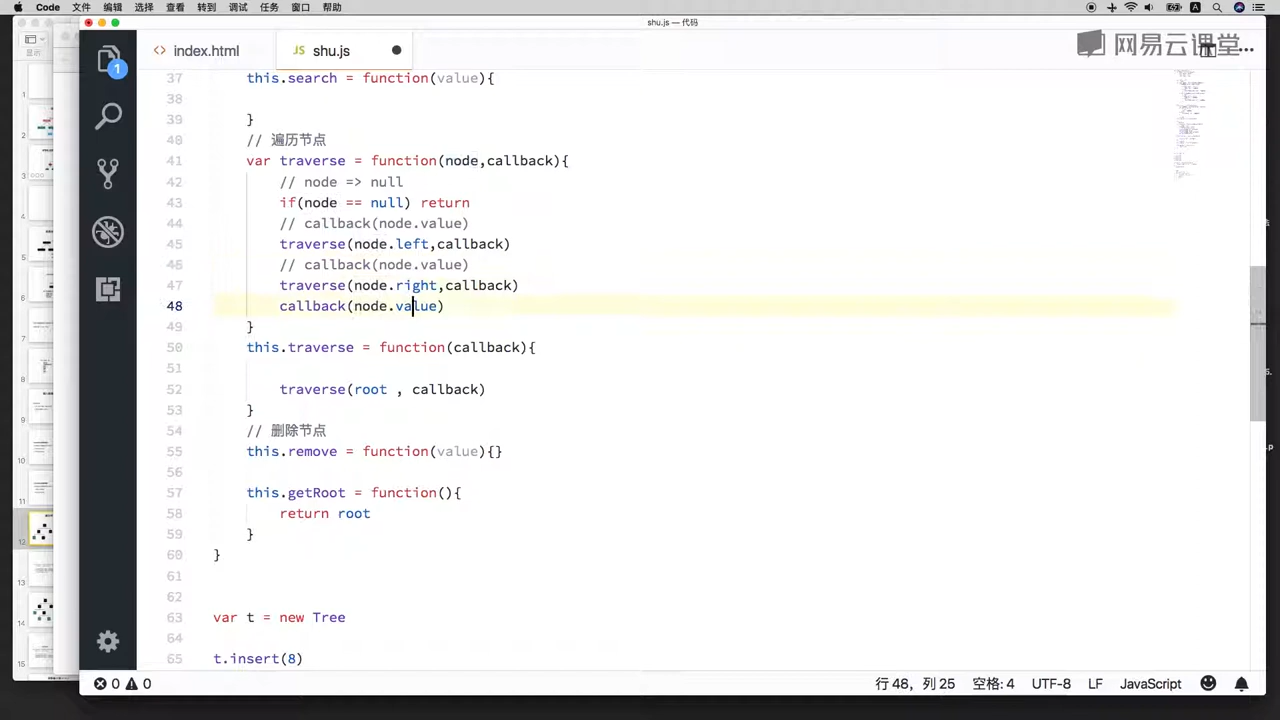 Code 文件 编辑 选择 查看 转到 调试 任务 窗口 帮助
shu.js — 代码
index.html
JS shu.js
网易云课堂
1
37 this.search = function(value){
38
39 }
40 // 遍历节点
41 var traverse = function(node,callback){
42 // node => null
43 if(node == null) return
44 // callback(node.value)
45 traverse(node.left,callback)
46 // callback(node.value)
47 traverse(node.right,callback)
48 callback(node.value)
49 }
50 this.traverse = function(callback){
51
52 traverse(root , callback)
53 }
54 // 删除节点
55 this.remove = function(value){}
56
57 this.getRoot = function(){
58 return root
59 }
60 }
61
62
63 var t = new Tree
64
65 t.insert(8)
0 0
行 48，列 25 空格: 4 UTF-8 LF JavaScript